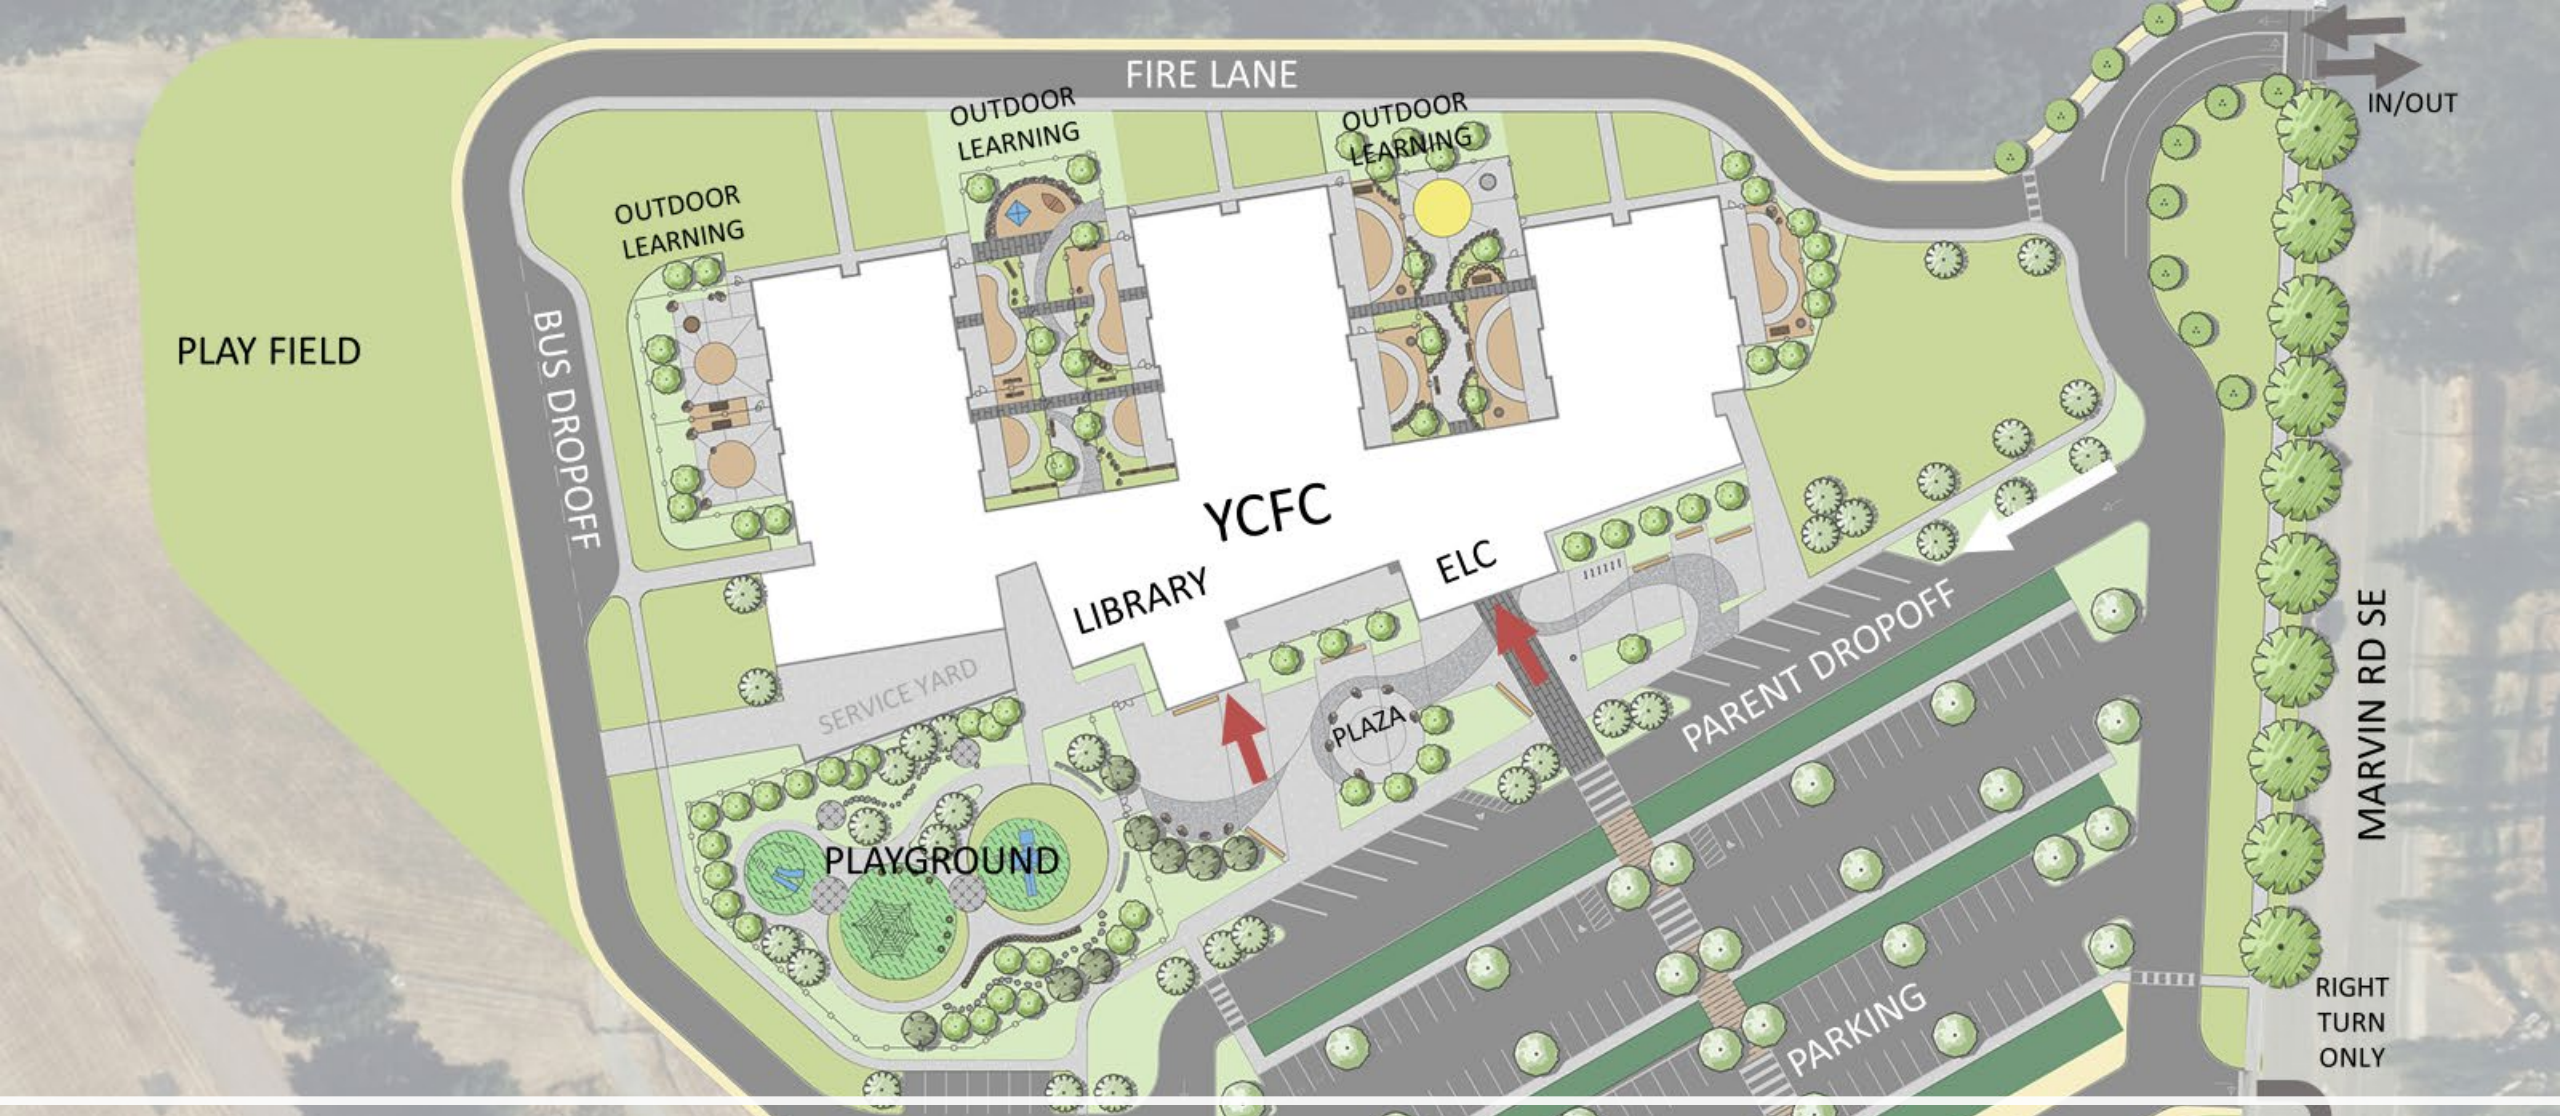 FIRE LANE
OUTDOOR
LEARNING
OUTDOOR
LEARNING
IN/OUT
OUTDOOR
LEARNING
PLAY FIELD
BUS DROPOFF
YCFC
ELC
LIBRARY
SERVICE YARD
PLAZA
PARENT DROPOFF
MARVIN RD SE
PLAYGROUND
PARKING
RIGHT
TURN
ONLY